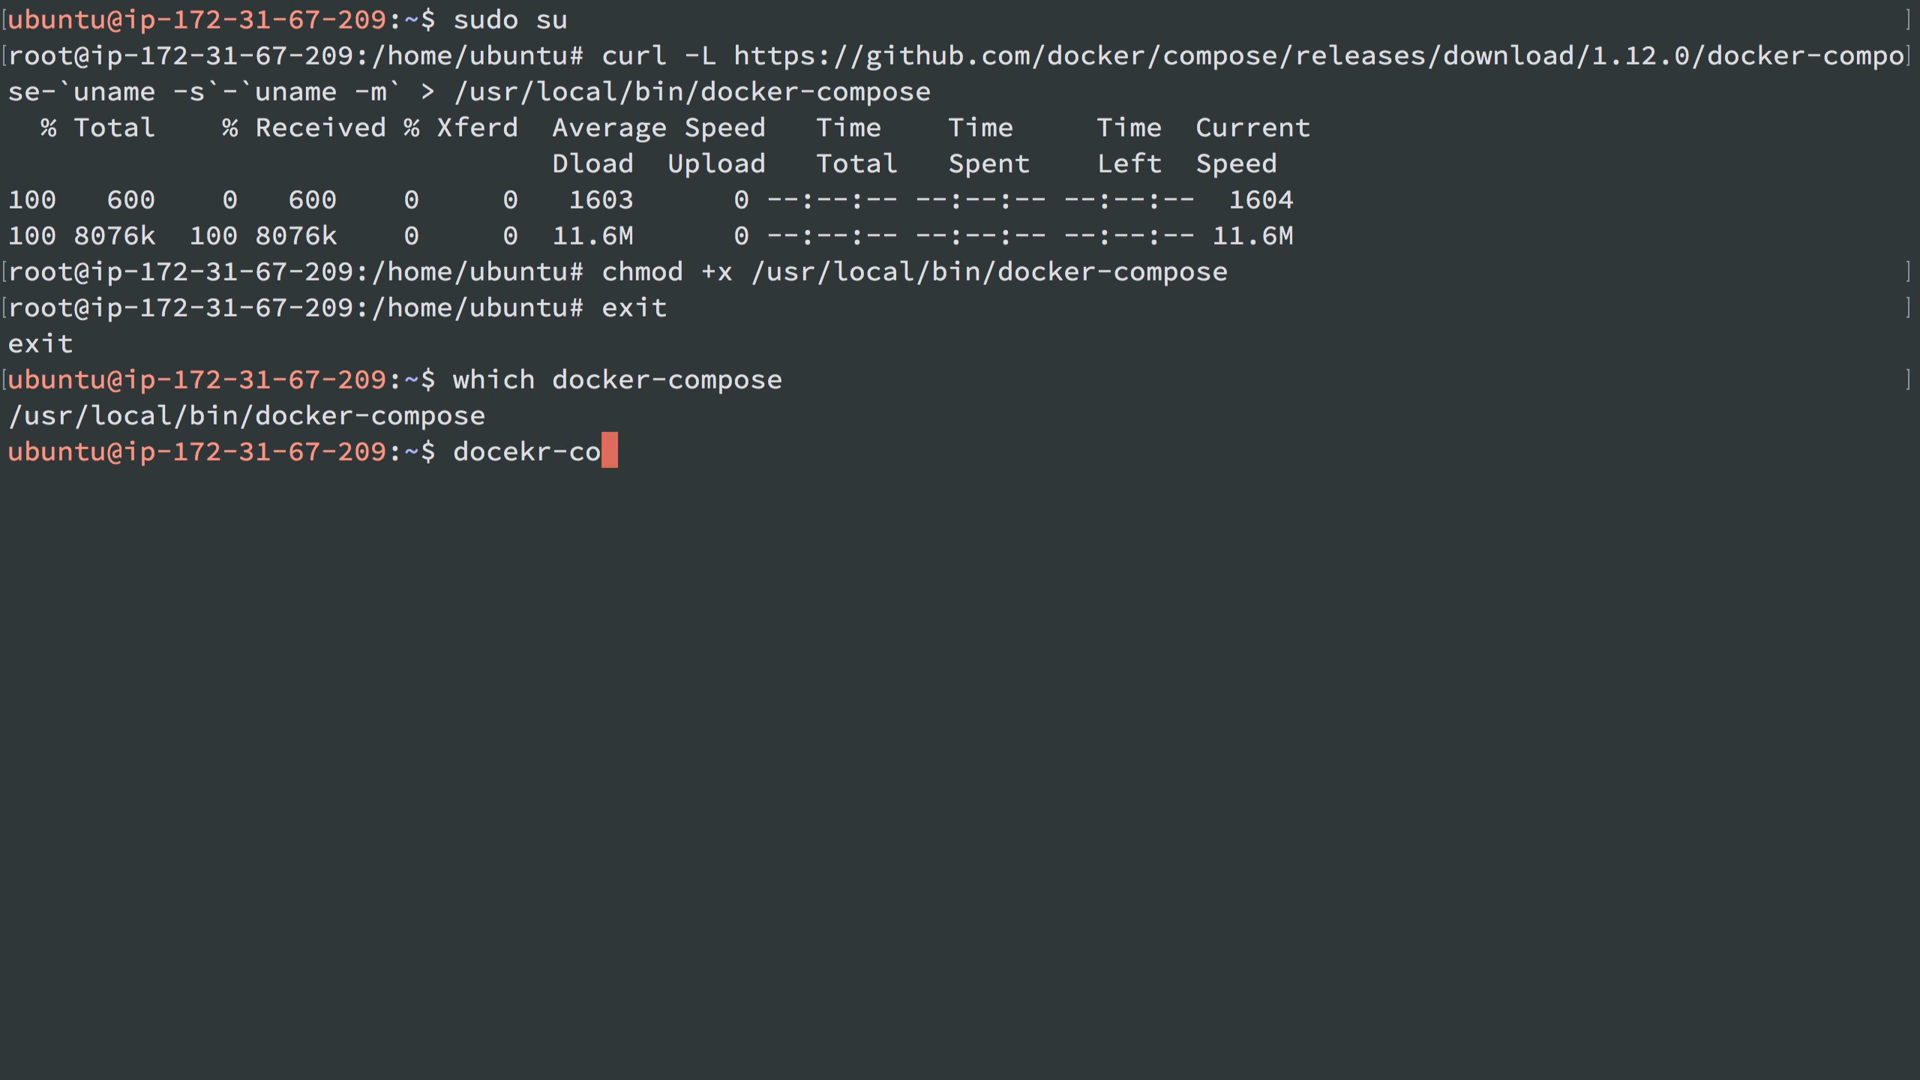 [ubuntu@ip-172-31-67-209:~$ sudo su ]
[root@ip-172-31-67-209:/home/ubuntu# curl -L https://github.com/docker/compose/releases/download/1.12.0/docker-compo]
se-`uname -s`-`uname -m` > /usr/local/bin/docker-compose
% Total % Received % Xferd Average Speed Time Time Time Current
Dload Upload Total Spent Left Speed
100 600 0 600 0 0 1603 0 --:--:-- --:--:-- --:--:-- 1604
100 8076k 100 8076k 0 0 11.6M 0 --:--:-- --:--:-- --:--:-- 11.6M
[root@ip-172-31-67-209:/home/ubuntu# chmod +x /usr/local/bin/docker-compose ]
[root@ip-172-31-67-209:/home/ubuntu# exit ]
exit
[ubuntu@ip-172-31-67-209:~$ which docker-compose ]
/usr/local/bin/docker-compose
ubuntu@ip-172-31-67-209:~$ docekr-co